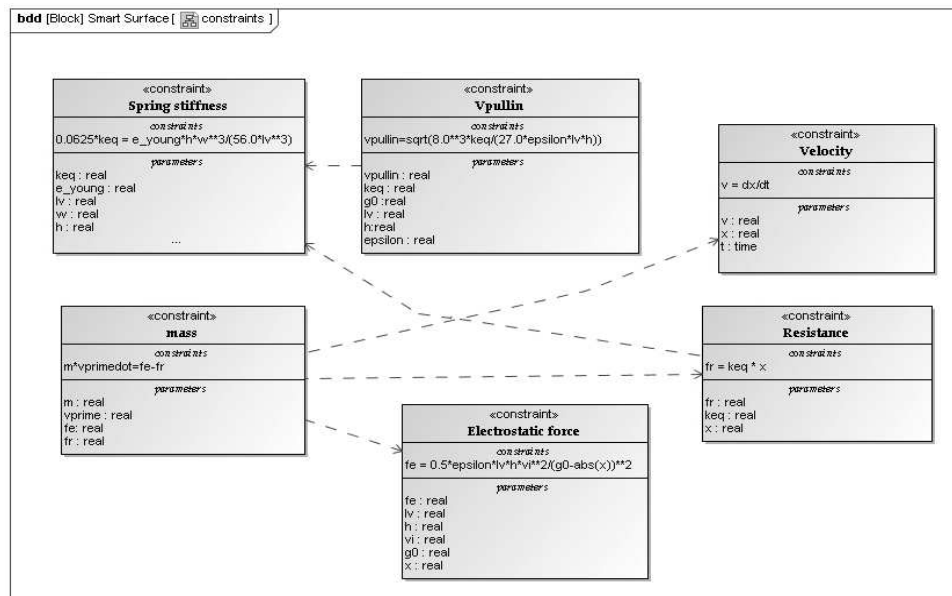 bdd [Block] Smart Surface [ constraints ]
«constraint»
Spring stiffness
constraints
0.0625*keq = e_young*h*w**3/(56.0*lv**3)
parameters
keq : real
e_young : real
lv : real
w : real
h : real
...
«constraint»
Vpullin
constraints
vpullin=sqrt(8.0**3*keq/(27.0*epsilon*lv*h))
parameters
vpullin : real
keq : real
g0 :real
lv : real
h:real
epsilon : real
«constraint»
Velocity
constraints
v = dx/dt
parameters
v : real
x : real
t : time
«constraint»
mass
constraints
m*vprimedot=fe-fr
parameters
m : real
vprime : real
fe: real
fr : real
«constraint»
Electrostatic force
constraints
fe = 0.5*epsilon*lv*h*vi**2/(g0-abs(x))**2
parameters
fe : real
lv : real
h : real
vi : real
g0 : real
x : real
«constraint»
Resistance
constraints
fr = keq * x
parameters
fr : real
keq : real
x : real